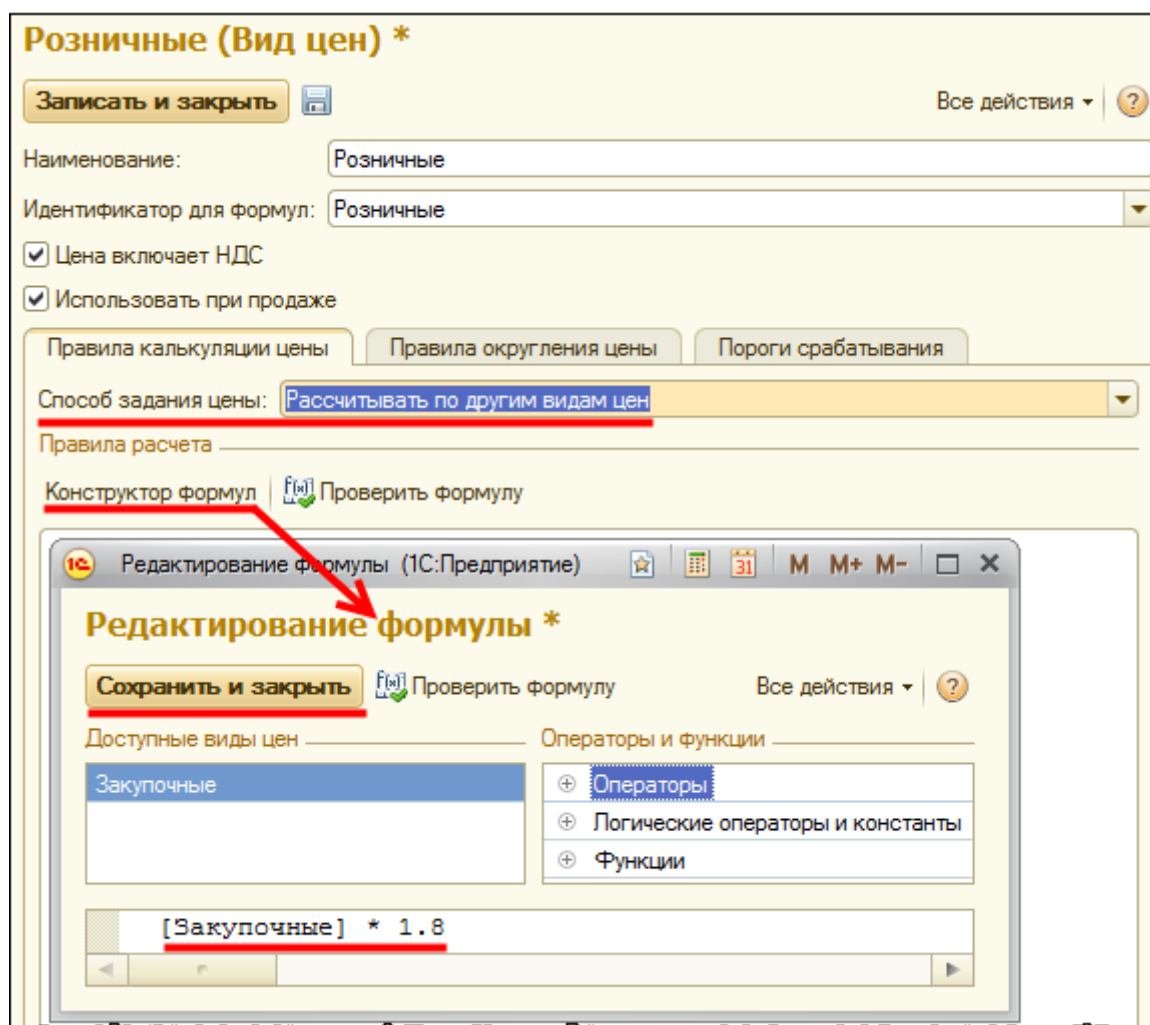 Розничные (Вид цен) *
Записать и закрыть Все действия ?
Наименование: Розничные
Идентификатор для формул: Розничные
Цена включает НДС
Использовать при продаже
Правила калькуляции цены Правила округления цены Пороги срабатывания
Способ задания цены: Рассчитывать по другим видам цен
Правила расчета
Конструктор формул Проверить формулу
1С Редактирование формулы (1С:Предприятие) 31 M M+ M-
Редактирование формулы *
Сохранить и закрыть Проверить формулу Все действия ?
Доступные виды цен Операторы и функции
Закупочные Операторы
Логические операторы и константы
Функции
[Закупочные] * 1.8